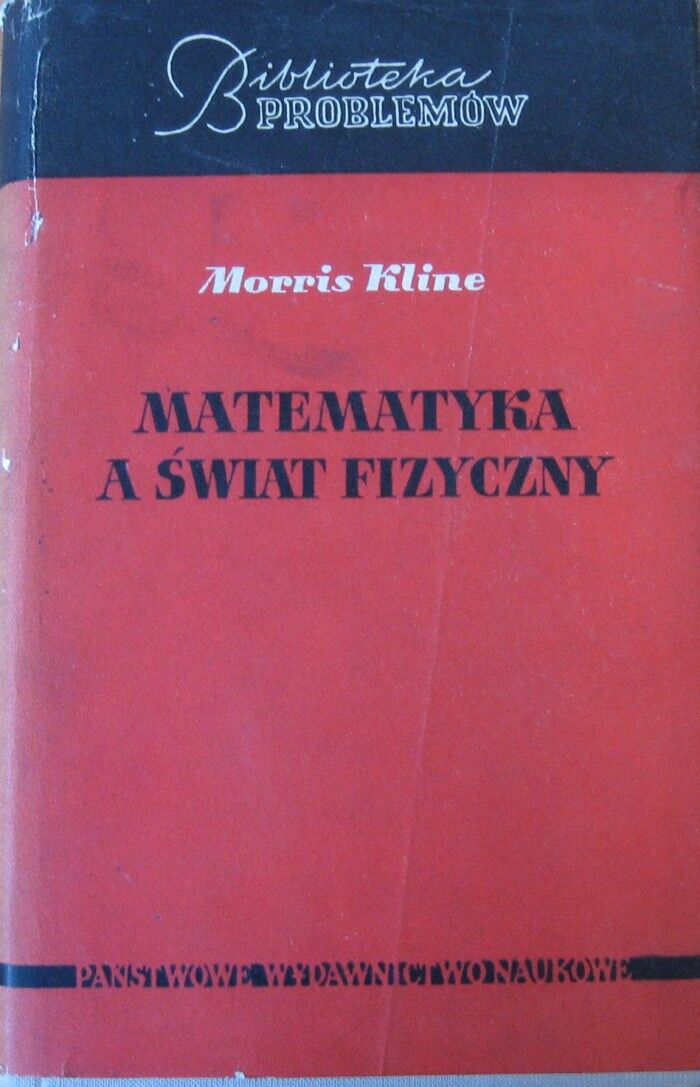 Biblioteka
PROBLEMÓW
Morris Kline
MATEMATYKA
A ŚWIAT FIZYCZNY
PAŃSTWOWE WYDAWNICTWO NAUKOWE